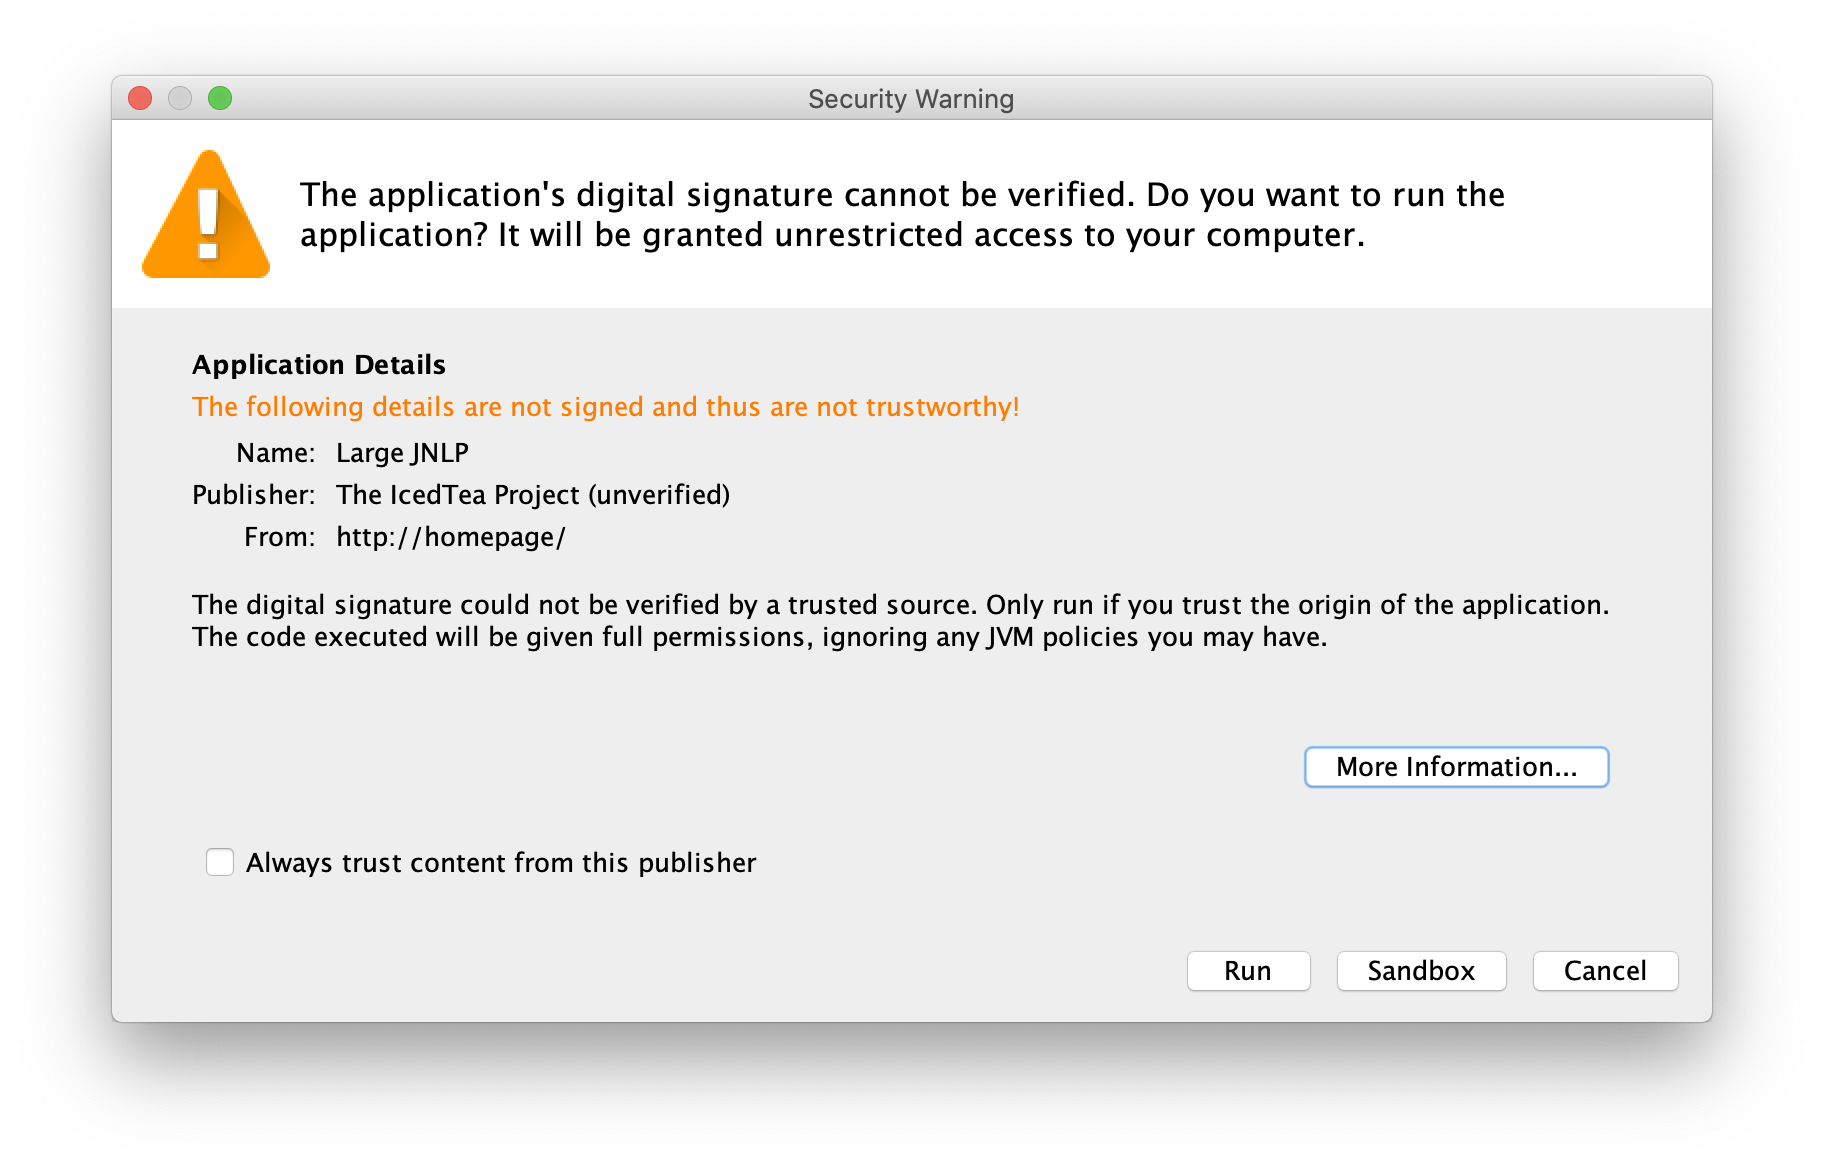 Security Warning
The application's digital signature cannot be verified. Do you want to run the
application? It will be granted unrestricted access to your computer.
Application Details
The following details are not signed and thus are not trustworthy!
Name: Large JNLP
Publisher: The IcedTea Project (unverified)
From: http://homepage/
The digital signature could not be verified by a trusted source. Only run if you trust the origin of the application.
The code executed will be given full permissions, ignoring any JVM policies you may have.
More Information...
Always trust content from this publisher
Run Sandbox Cancel